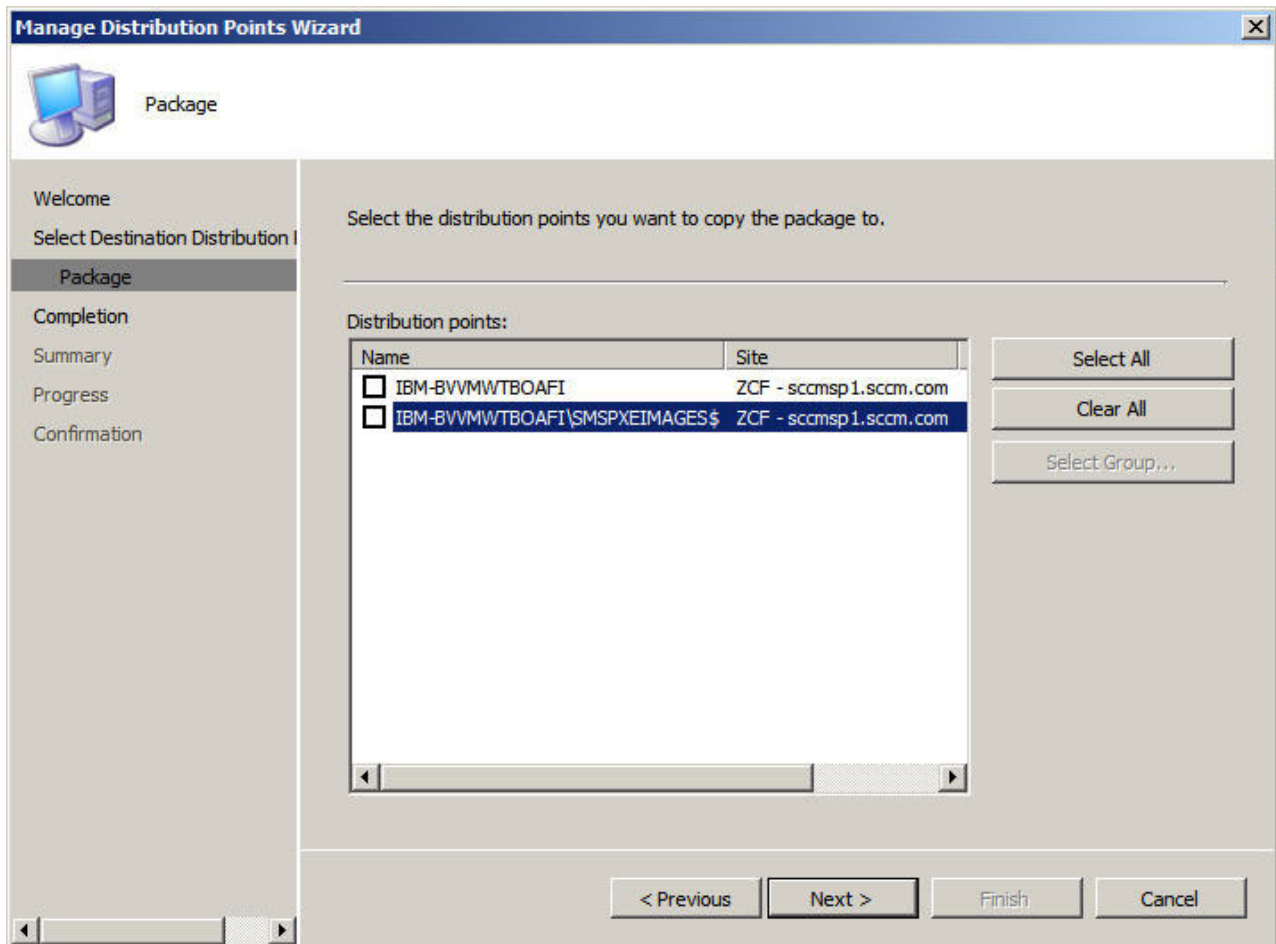 Manage Distribution Points Wizard
Package
Welcome
Select Destination Distribution
Package
Completion
Summary
Progress
Confirmation
Select the distribution points you want to copy the package to.
Distribution points:
Name Site
IBM-BVVMWTBOAFI ZCF - sccmsp1.sccm.com
IBM-BVVMWTBOAFI\SMSPXEIMAGES$ ZCF - sccmsp1.sccm.com
Select All
Clear All
Select Group...
< Previous Next > Finish Cancel